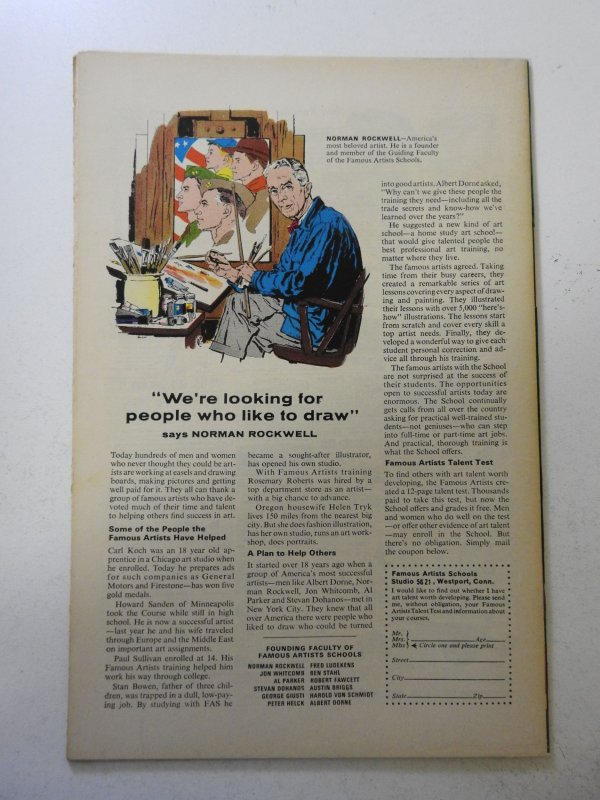 NORMAN ROCKWELL—America's
most beloved artist. He is a founder
and member of the Guiding Faculty
of the Famous Artists Schools.
"We're looking for
people who like to draw"
says NORMAN ROCKWELL
Today hundreds of men and women
who never thought they could be art-
ists are working at easels and drawing
boards, making pictures and getting
well paid for it. They all can thank a
group of famous artists who have de-
voted much of their time and talent
to helping others find success in art.
Some of the People the
Famous Artists Have Helped
Carl Koch was an 18 year old ap-
prentice in a Chicago art studio when
he enrolled. Today he prepares ads
for such companies as General
Motors and Firestone—has won five
gold medals.
Howard Sanden of Minneapolis
took the Course while still in high
school. He is now a successful artist
—last year he and his wife traveled
through Europe and the Middle East
on important art assignments.
Paul Sullivan enrolled at 14. His
Famous Artists training helped him
work his way through college.
Stan Bowen, father of three chil-
dren, was trapped in a dull, low-pay-
ing job. By studying with FAS he
became a sought-after illustrator,
has opened his own studio.
With Famous Artists training
Rosemary Roberts was hired by a
top department store as an artist—
with a big chance to advance.
Oregon housewife Helen Tryk
lives 150 miles from the nearest big
city. But she does fashion illustration,
has her own studio, runs an art work-
shop, does portraits.
A Plan to Help Others
It started over 18 years ago when a
group of America's most successful
artists—men like Albert Dorne, Nor-
man Rockwell, Jon Whitcomb, Al
Parker and Stevan Dohanos—met in
New York City. They knew that all
over America there were people who
liked to draw who could be turned
FOUNDING FACULTY OF
FAMOUS ARTISTS SCHOOLS
NORMAN ROCKWELL FRED LUDEKENS
JON WHITCOMB BEN STAHL
AL PARKER ROBERT FAWCETT
STEVAN DOHANOS AUSTIN BRIGGS
GEORGE GIUSTI HAROLD VON SCHMIDT
PETER HELCK ALBERT DORNE
into good artists. Albert Dorne asked,
"Why can't we give these people the
training they need—including all the
trade secrets and know-how we've
learned over the years?"
He suggested a new kind of art
school—a home study art school—
that would give talented people the
best professional art training, no
matter where they live.
The famous artists agreed. Taking
time from their busy careers, they
created a remarkable series of art
lessons covering every aspect of draw-
ing and painting. They illustrated
their lessons with over 5,000 "here's-
how" illustrations. The lessons start
from scratch and cover every skill a
top artist needs. Finally, they de-
veloped a wonderful way to give each
student personal correction and ad-
vice all through his training.
The famous artists with the School
are not surprised at the success of
their students. The opportunities
open to successful artists today are
enormous. The School continually
gets calls from all over the country
asking for practical well-trained stu-
dents—not geniuses—who can step
into full-time or part-time art jobs.
And practical, thorough training is
what the School offers.
Famous Artists Talent Test
To find others with art talent worth
developing, the Famous Artists cre-
ated a 12-page talent test. Thousands
paid to take this test, but now the
School offers and grades it free. Men
and women who do well on the test
—or offer other evidence of art talent
—may enroll in the School. But
there's no obligation. Simply mail
the coupon below.
Famous Artists Schools
Studio 5621, Westport, Conn.
I would like to find out whether I have
art talent worth developing. Please send
me, without obligation, your Famous
Artists Talent Test and information about
your courses.
Mr.
Mrs. Age
Miss Circle one and please print
Street
City
State Zip